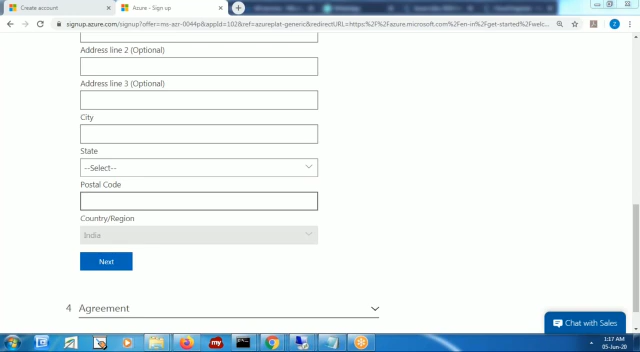 Create account
Azure - Sign up
signup.azure.com/signup?offer=ms-azr-0044p&appId=102&ref=azureplat-generic&redirectURL=https%2F%2Fazure.microsoft.com%2Fen-in%2Fget-started%2Fwelc...
Z
Address line 2 (Optional)
Address line 3 (Optional)
City
State
--Select--
Postal Code
Country/Region
India
Next
4 Agreement
Chat with Sales
my
1:17 AM
05-Jun-20